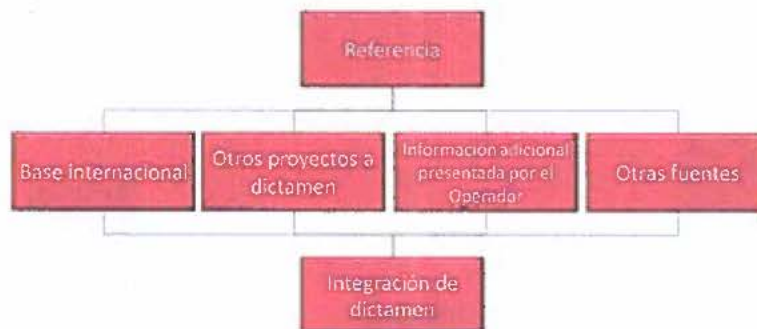 Referencia
Base internacional
Otros proyectos a
dictamen
Información adicional
presentada por el
Operador
Otras fuentes
Integración de
dictamen